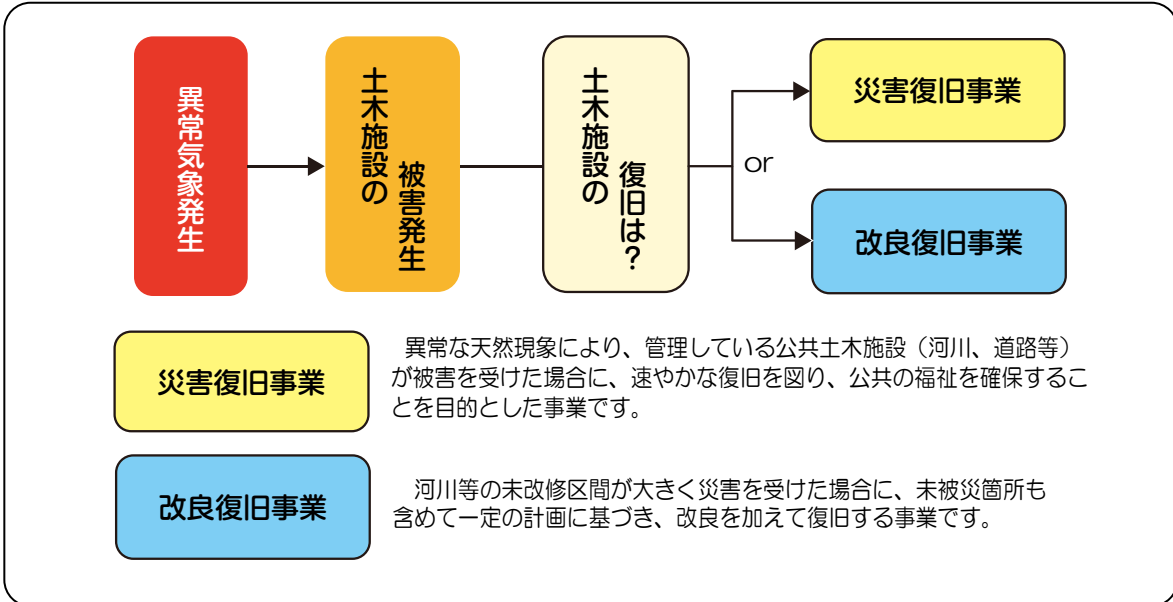 異常気象発生
土木施設の
被害発生
土木施設の
復旧は?
災害復旧事業
or
改良復旧事業
災害復旧事業
異常な天然現象により、管理している公共土木施設(河川、道路等)
が被害を受けた場合に、速やかな復旧を図り、公共の福祉を確保するこ
とを目的とした事業です。
改良復旧事業
河川等の未改修区間が大きく災害を受けた場合に、未被災箇所も
含めて一定の計画に基づき、改良を加えて復旧する事業です。